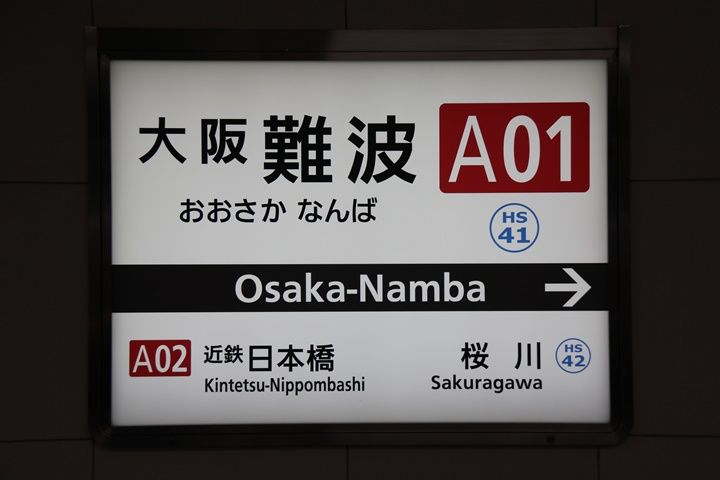 大阪難波 A01
おおさか なんば
HS
41
Osaka-Namba →
A02 近鉄日本橋
Kintetsu-Nippombashi
桜川 HS
42
Sakuragawa